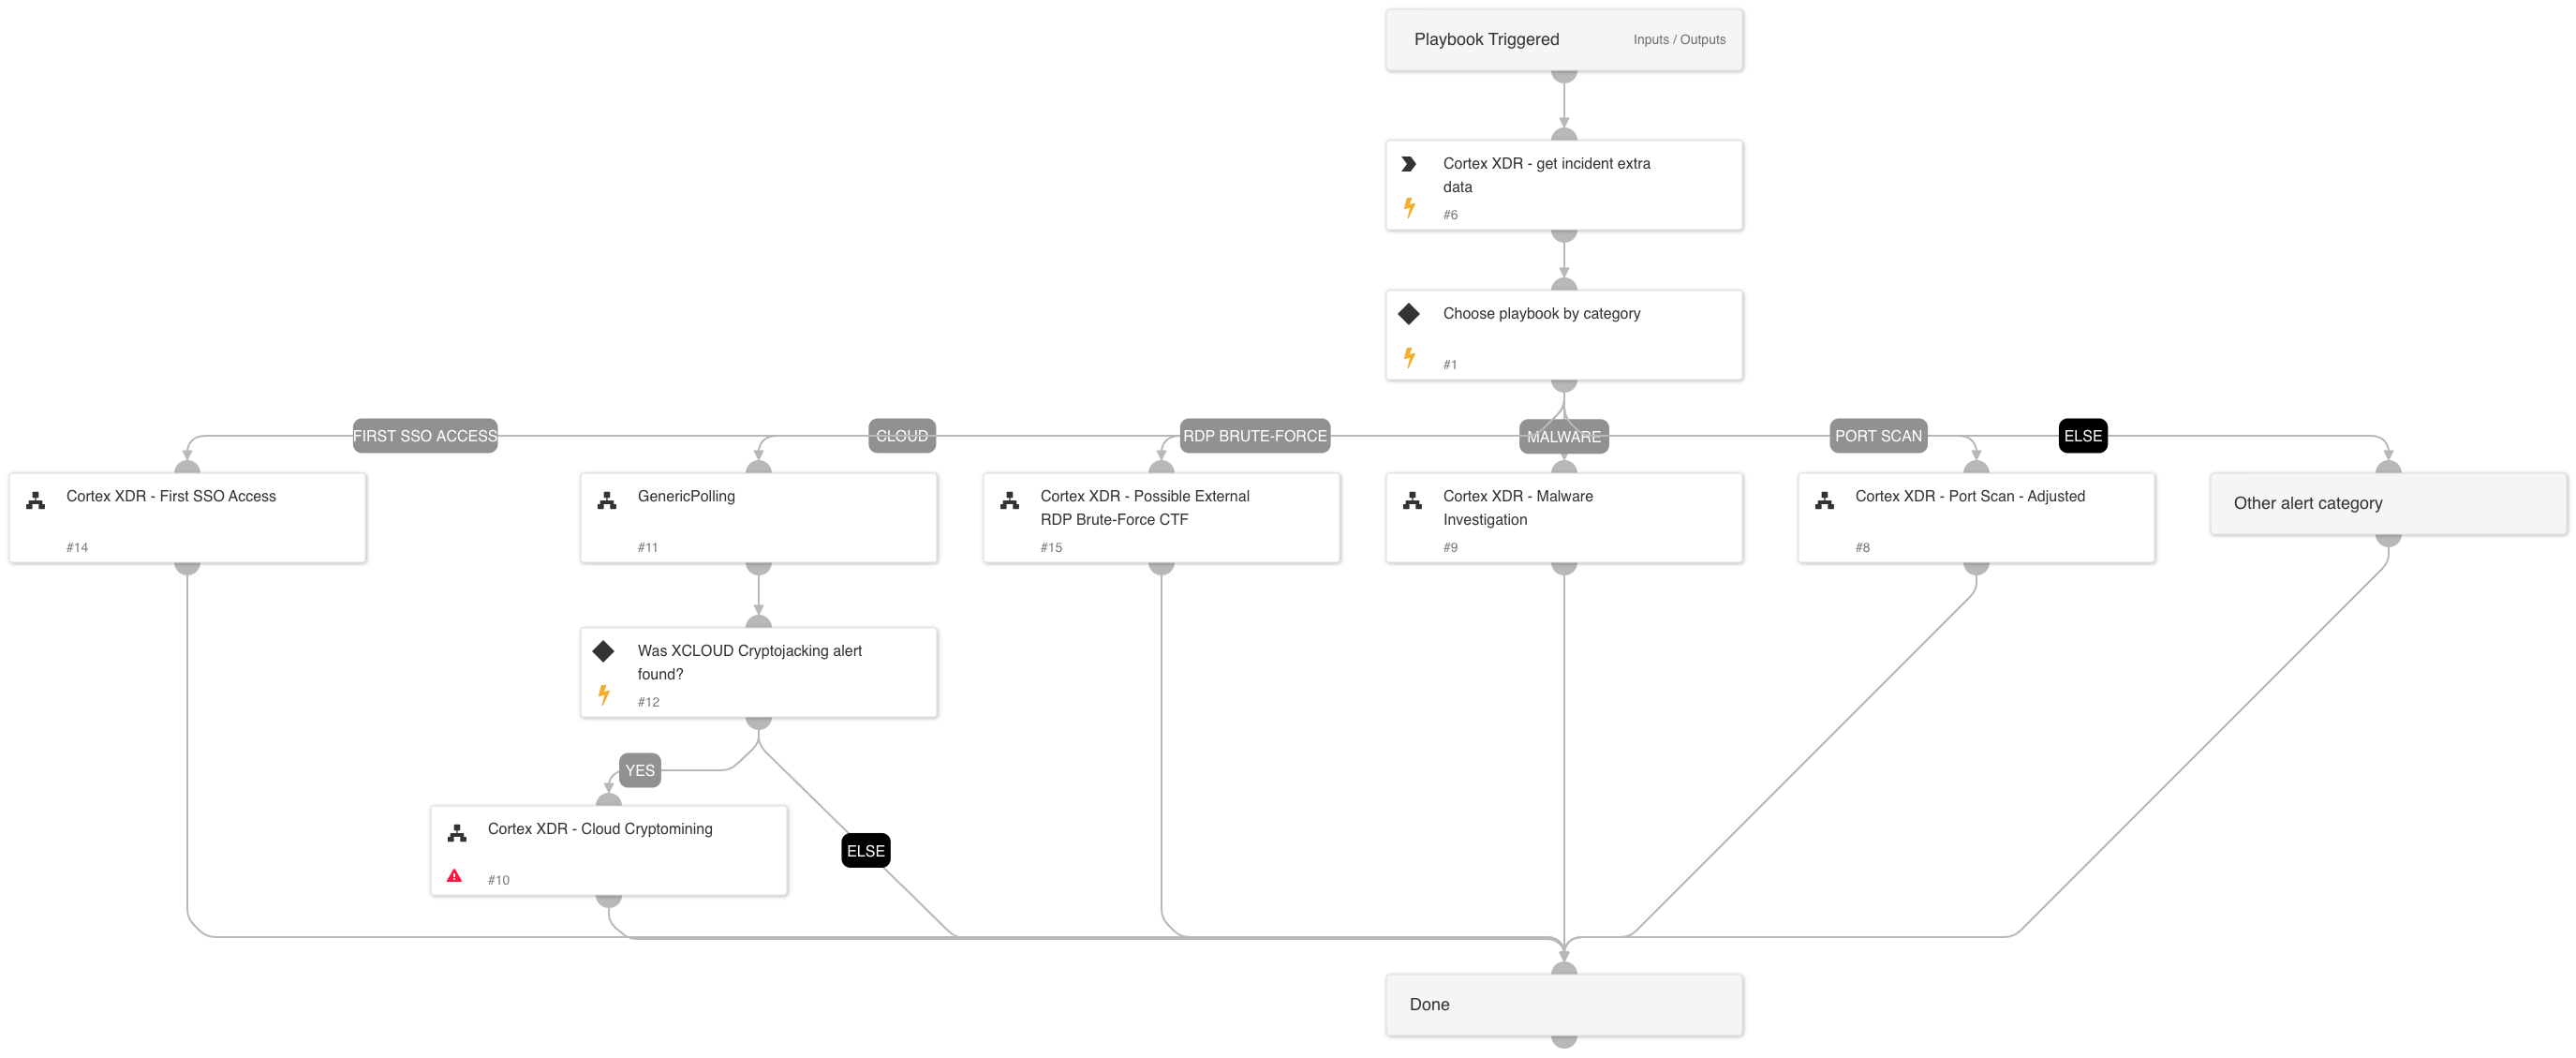 Playbook Triggered
Inputs / Outputs
Cortex XDR - get incident extra
data
#6
Choose playbook by category
#1
FIRST SSO ACCESS
CLOUD
RDP BRUTE-FORCE
MALWARE
PORT SCAN
ELSE
Cortex XDR - First SSO Access
#14
GenericPolling
#11
Cortex XDR - Possible External
RDP Brute-Force CTF
#15
Cortex XDR - Malware
Investigation
#9
Cortex XDR - Port Scan - Adjusted
#8
Other alert category
Was XCLOUD Cryptojacking alert
found?
#12
YES
Cortex XDR - Cloud Cryptomining
#10
ELSE
Done